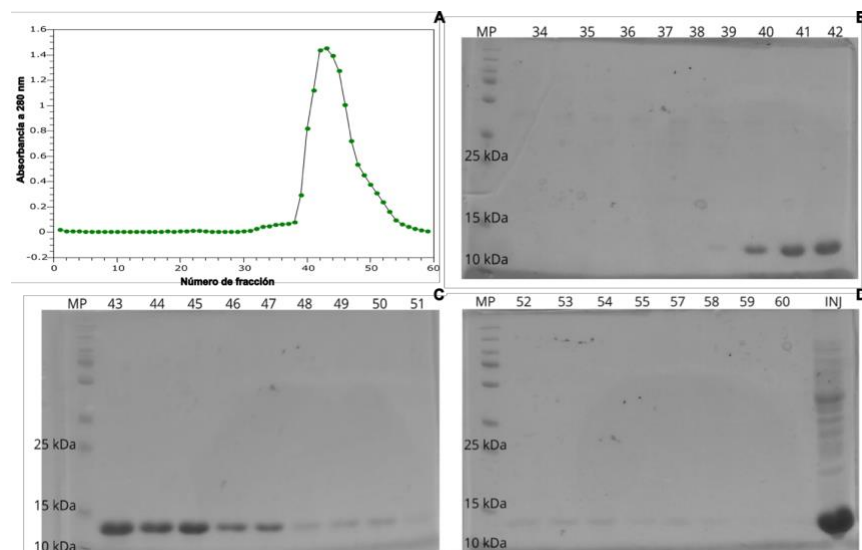 A
1.6
1.4
1.2
1
0.8
0.6
0.4
0.2
0
-0.2
0 10 20 30 40 50 60
Absorbancia a 280 nm
Número de fracción
MP 34 35 36 37 38 39 40 41 42
25 kDa
15 kDa
10 kDa
C
MP 43 44 45 46 47 48 49 50 51
25 kDa
15 kDa
10 kDa
MP 52 53 54 55 57 58 59 60 INJ
25 kDa
15 kDa
10 kDa